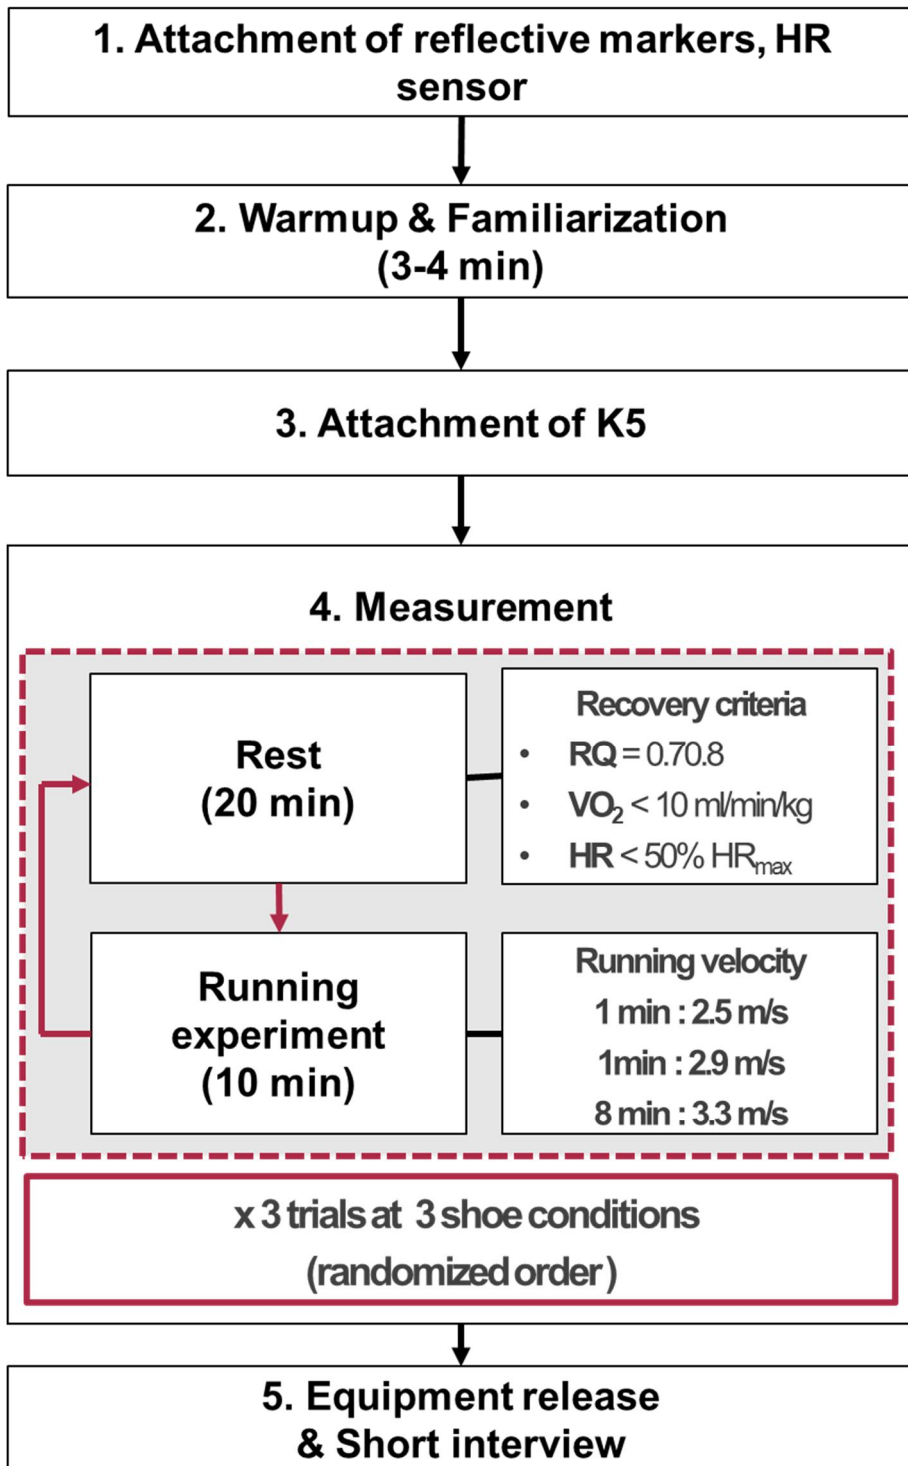 1. Attachment of reflective markers, HR
sensor
2. Warmup & Familiarization
(3-4 min)
3. Attachment of K5
4. Measurement
Rest
(20 min)
Recovery criteria
• RQ = 0.70.8
• VO₂ < 10 ml/min/kg
• HR < 50% HRmax
Running
experiment
(10 min)
Running velocity
1 min : 2.5 m/s
1min : 2.9 m/s
8 min : 3.3 m/s
x 3 trials at 3 shoe conditions
(randomized order)
5. Equipment release
& Short interview